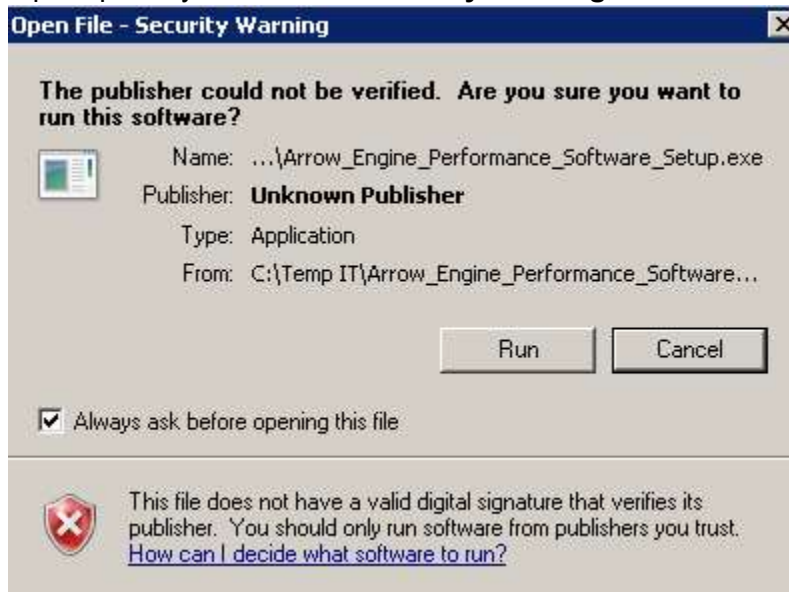 Open File - Security Warning
The publisher could not be verified. Are you sure you want to
run this software?
Name: ...\Arrow_Engine_Performance_Software_Setup.exe
Publisher: Unknown Publisher
Type: Application
From: C:\Temp IT\Arrow_Engine_Performance_Software...
Run Cancel
Always ask before opening this file
This file does not have a valid digital signature that verifies its
publisher. You should only run software from publishers you trust.
How can I decide what software to run?